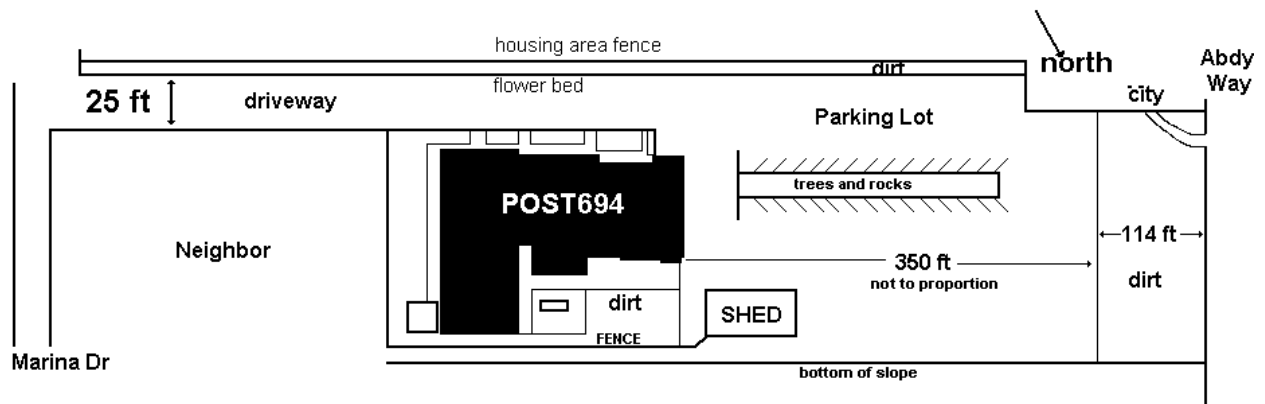 housing area fence
dirt
north
Abdy
Way
25 ft
driveway
flower bed
city
Parking Lot
trees and rocks
POST694
Neighbor
114 ft
350 ft
not to proportion
dirt
dirt
SHED
FENCE
Marina Dr
bottom of slope